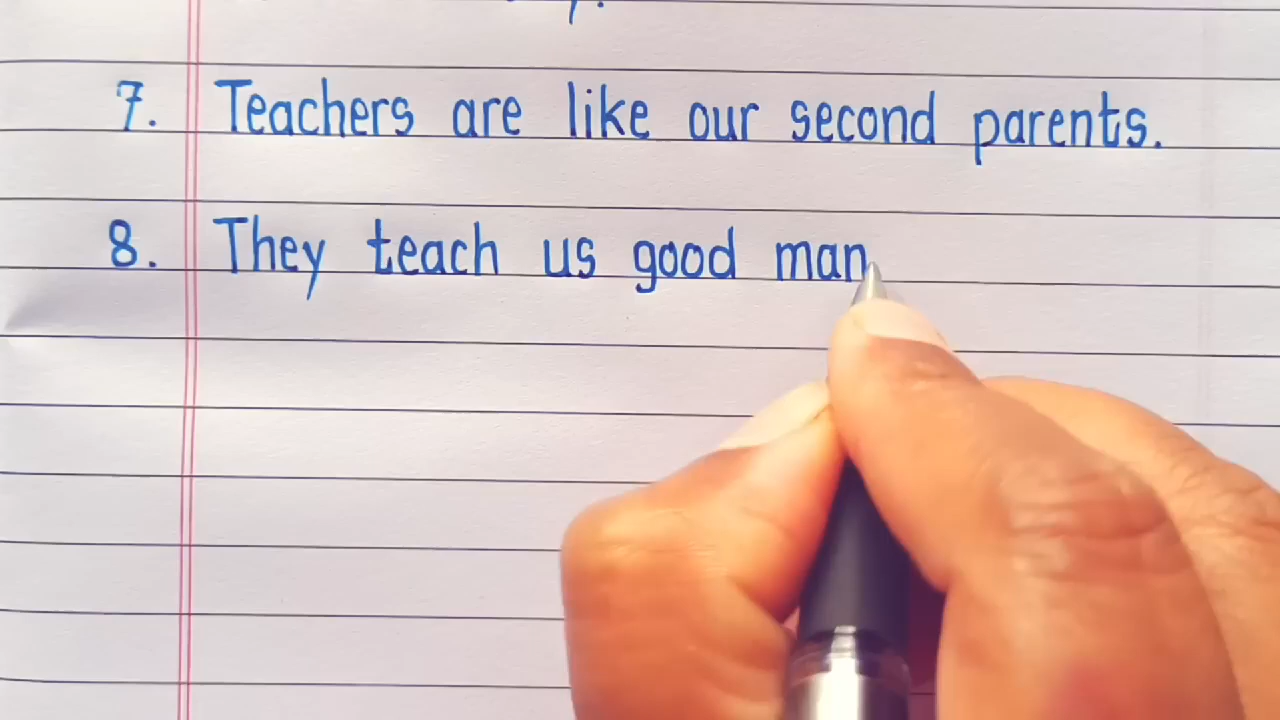 7. Teachers are like our second parents.
8. They teach us good man